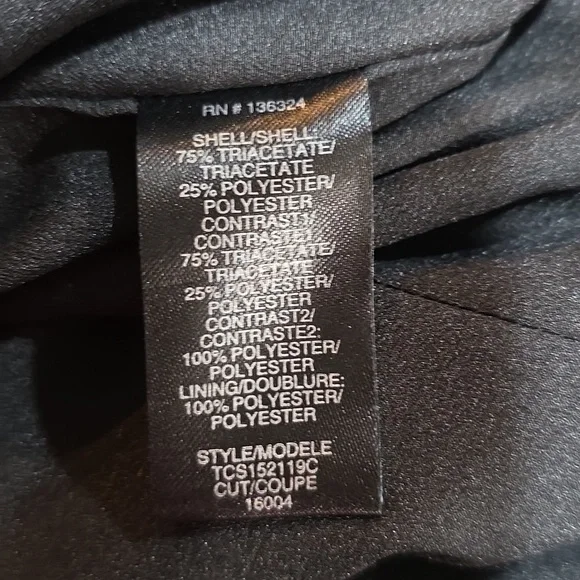 RN # 136324
SHELL/SHELL:
75% TRIACETATE/
TRIACETATE
25% POLYESTER/
POLYESTER
CONTRAST1/
CONTRASTE1
75% TRIACETATE/
TRIACETATE
25% POLYESTER/
POLYESTER
CONTRAST2/
CONTRASTE2:
100% POLYESTER/
POLYESTER
LINING/DOUBLURE:
100% POLYESTER/
POLYESTER
STYLE/MODELE
TCS152119C
CUT/COUPE
16004